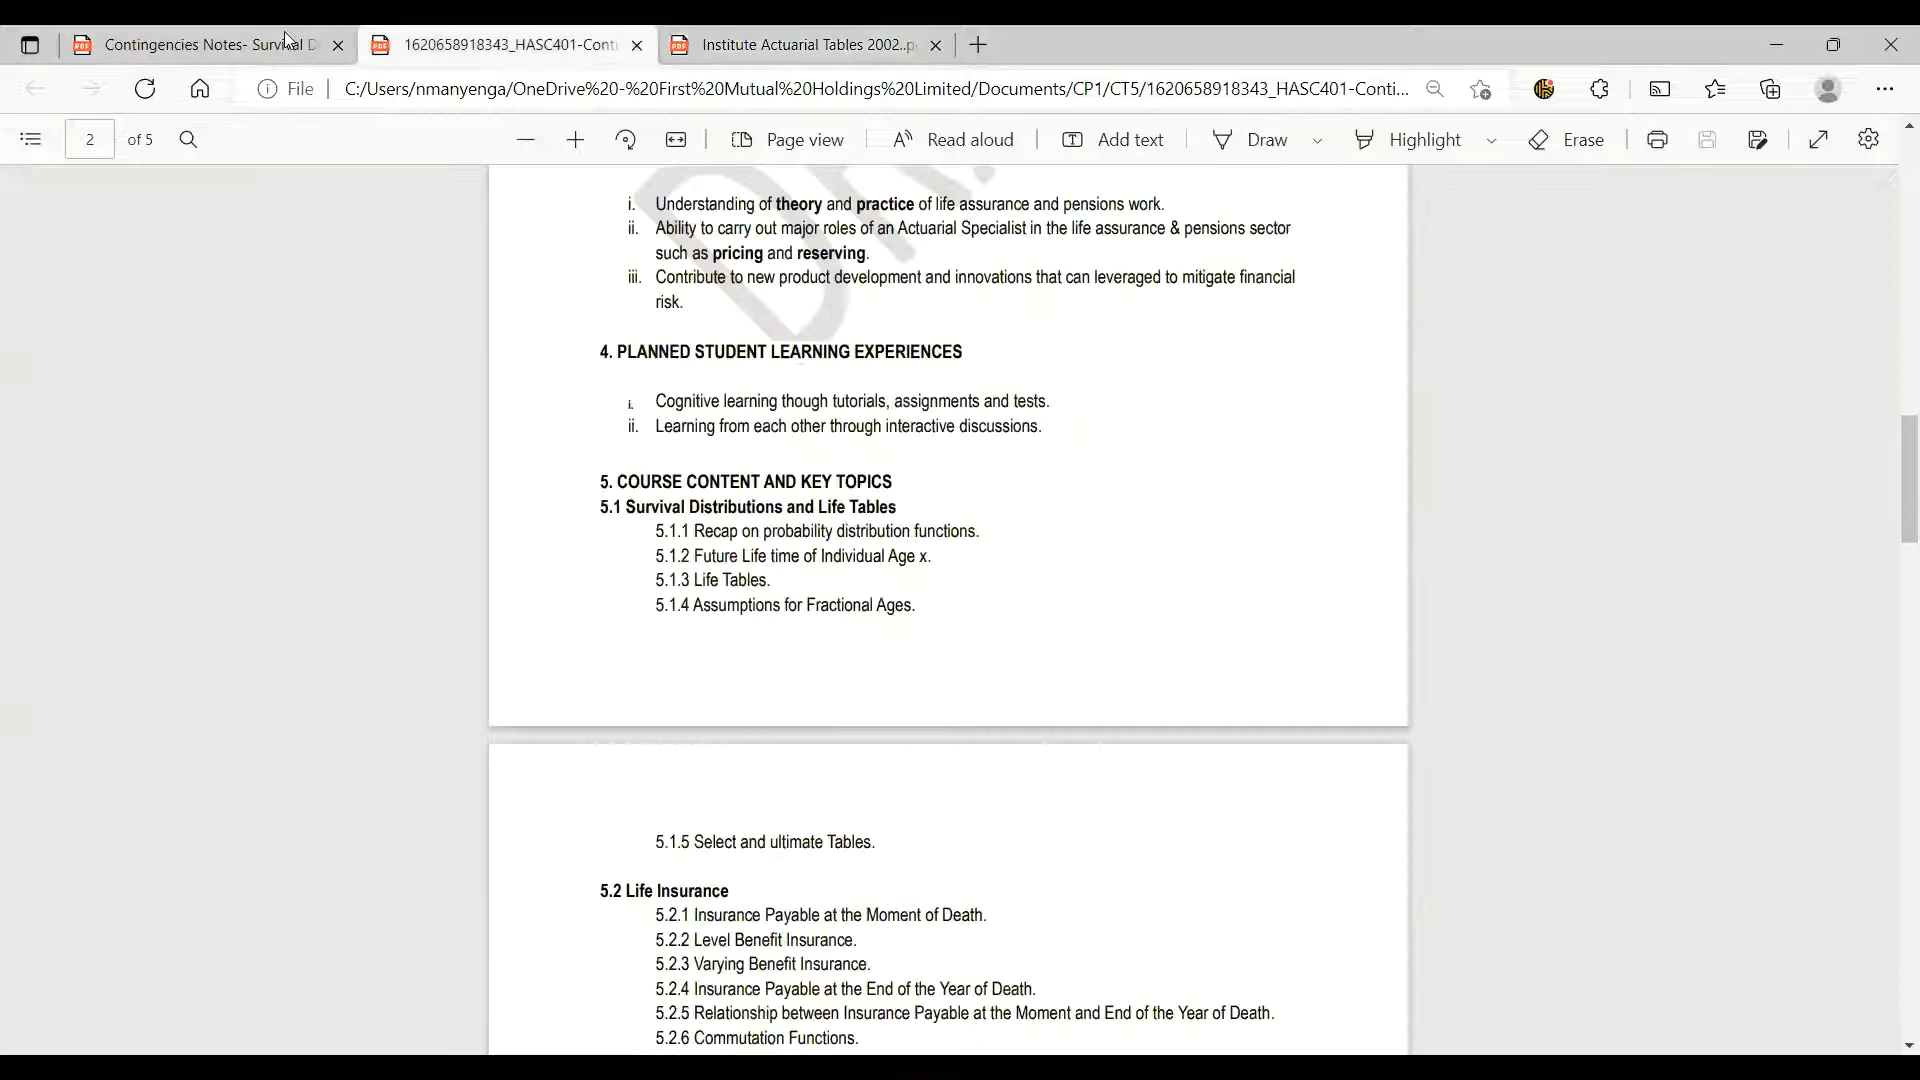 Contingencies Notes- Survival D
1620658918343_HASC401-Conti
Institute Actuarial Tables 2002..p
File
C:/Users/nmanyenga/OneDrive%20-%20First%20Mutual%20Holdings%20Limited/Documents/CP1/CT5/1620658918343_HASC401-Conti...
2 of 5
Page view
Read aloud
Add text
Draw
Highlight
Erase
i. Understanding of theory and practice of life assurance and pensions work.
ii. Ability to carry out major roles of an Actuarial Specialist in the life assurance & pensions sector
such as pricing and reserving.
iii. Contribute to new product development and innovations that can leveraged to mitigate financial
risk.
4. PLANNED STUDENT LEARNING EXPERIENCES
i. Cognitive learning though tutorials, assignments and tests.
ii. Learning from each other through interactive discussions.
5. COURSE CONTENT AND KEY TOPICS
5.1 Survival Distributions and Life Tables
5.1.1 Recap on probability distribution functions.
5.1.2 Future Life time of Individual Age x.
5.1.3 Life Tables.
5.1.4 Assumptions for Fractional Ages.
5.1.5 Select and ultimate Tables.
5.2 Life Insurance
5.2.1 Insurance Payable at the Moment of Death.
5.2.2 Level Benefit Insurance.
5.2.3 Varying Benefit Insurance.
5.2.4 Insurance Payable at the End of the Year of Death.
5.2.5 Relationship between Insurance Payable at the Moment and End of the Year of Death.
5.2.6 Commutation Functions.